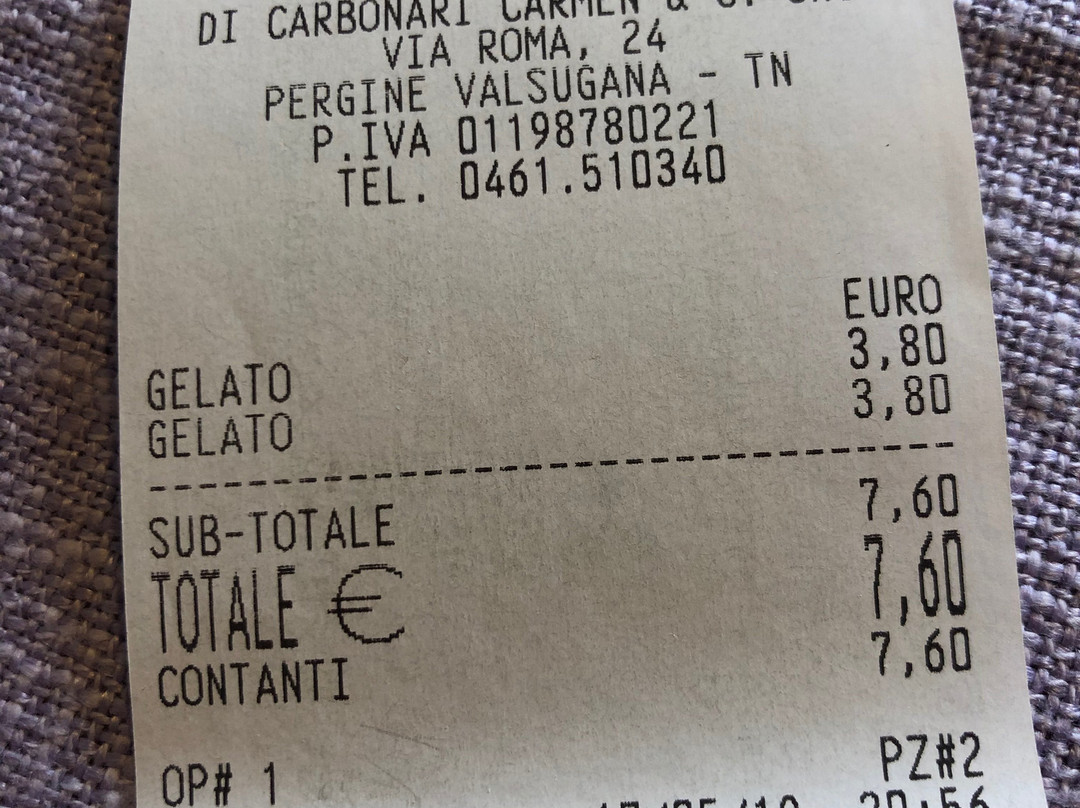 DI CARBONARI CARMEN &
VIA ROMA, 24
PERGINE VALSUGANA - TN
P.IVA 01198780221
TEL. 0461.510340
EURO
GELATO 3,80
GELATO 3,80
SUB-TOTALE 7,60
TOTALE € 7,60
CONTANTI 7,60
OP# 1 PZ#2